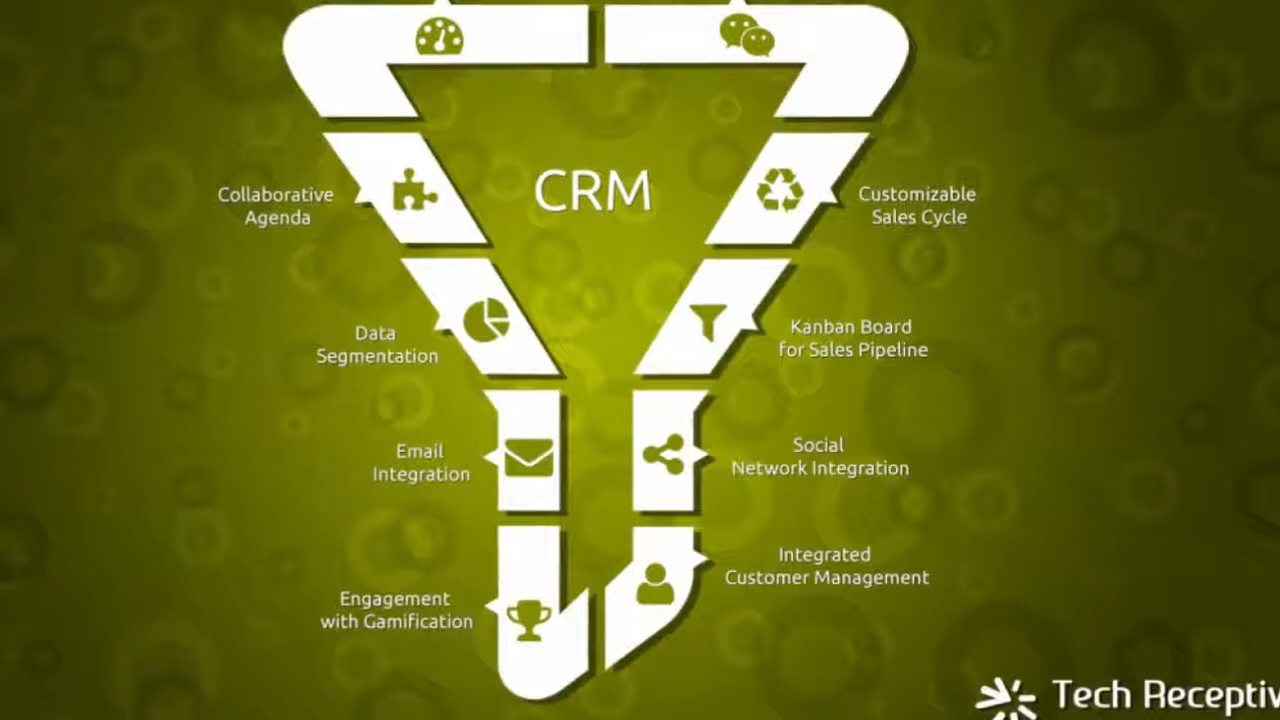 CRM
Collaborative
Agenda
Customizable
Sales Cycle
Data
Segmentation
Kanban Board
for Sales Pipeline
Email
Integration
Social
Network Integration
Integrated
Customer Management
Engagement
with Gamification
Tech Receptiv